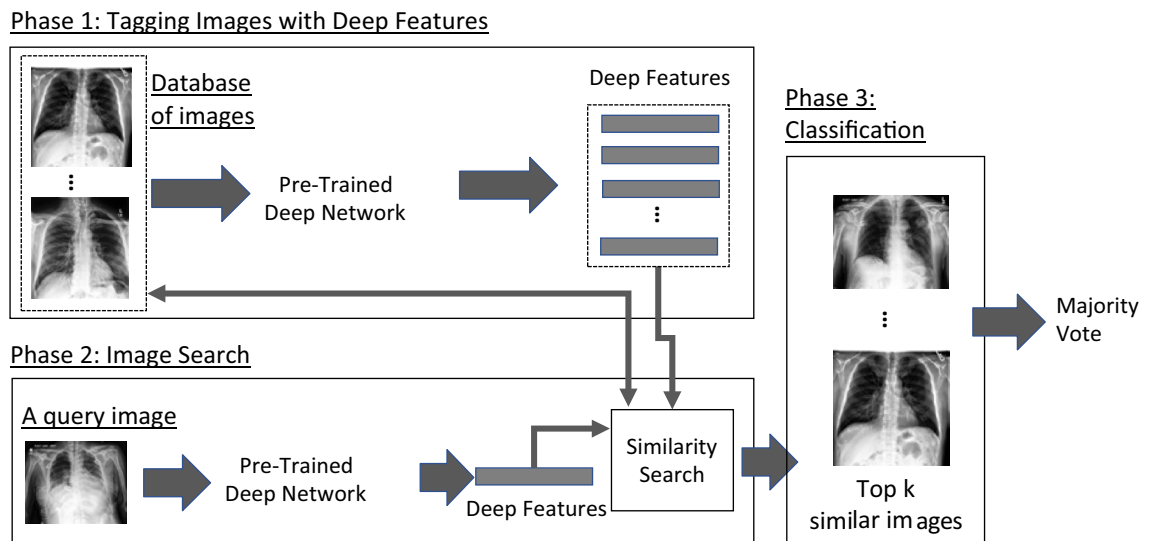 Phase 1: Tagging Images with Deep Features
Database
of images
Pre-Trained
Deep Network
Deep Features
Phase 2: Image Search
A query image
Pre-Trained
Deep Network
Deep Features
Similarity
Search
Phase 3:
Classification
Top k
similar images
Majority
Vote